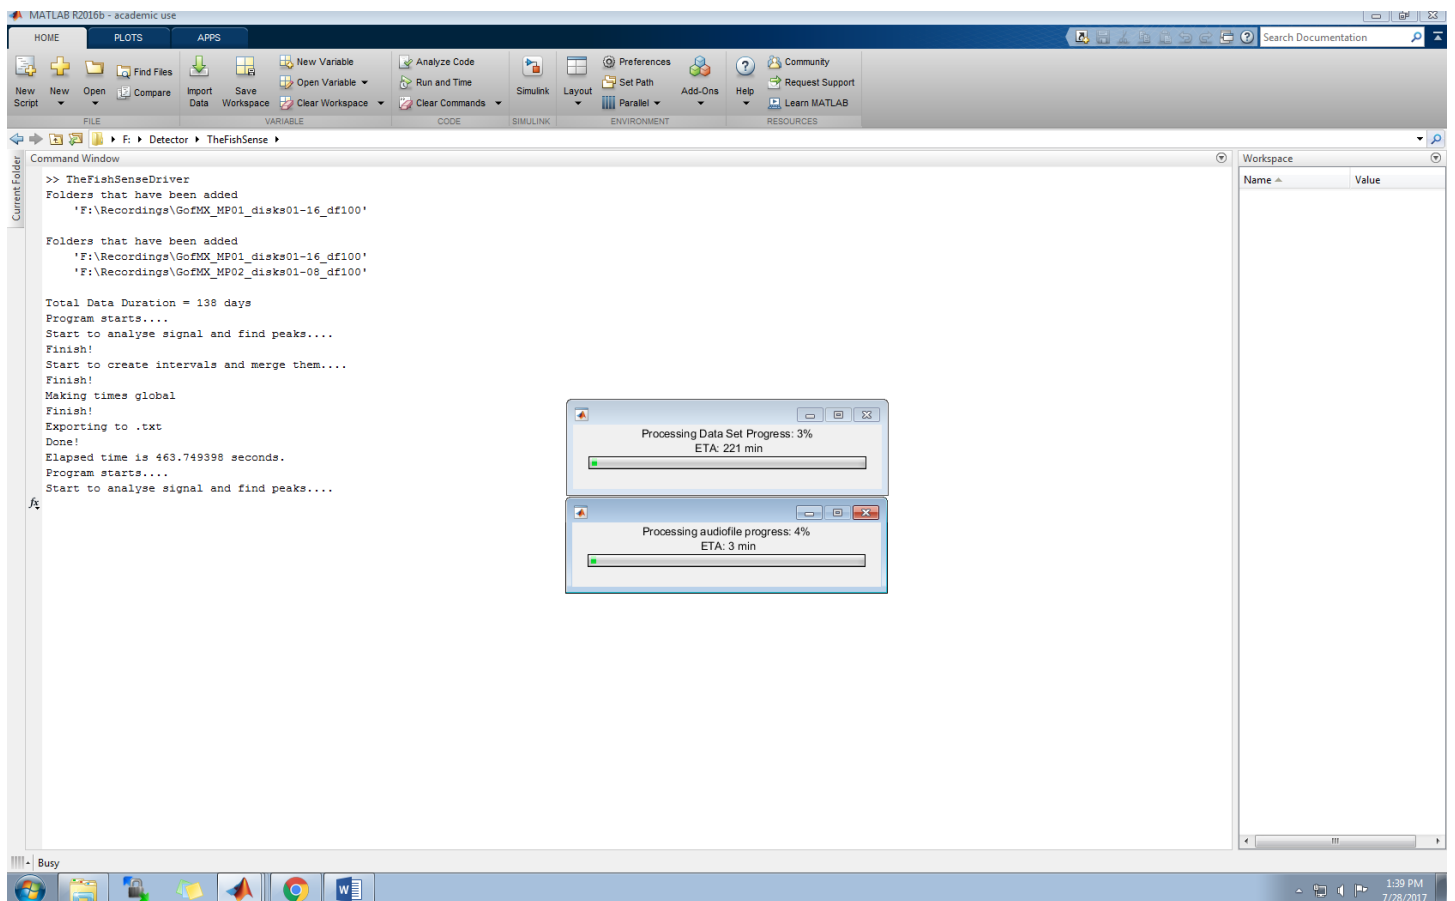 MATLAB R2016b - academic use
HOME PLOTS APPS
Search Documentation
New Script
New
Open
Find Files
Compare
Import Data
Save Workspace
New Variable
Open Variable
Clear Workspace
Analyze Code
Run and Time
Clear Commands
Simulink
Layout
Preferences
Set Path
Parallel
Add-Ons
Help
Community
Request Support
Learn MATLAB
FILE VARIABLE CODE SIMULINK ENVIRONMENT RESOURCES
F: Detector TheFishSense
Current Folder
Command Window
>> TheFishSenseDriver
Folders that have been added
'F:\Recordings\GofMX_MP01_disks01-16_df100'
Folders that have been added
'F:\Recordings\GofMX_MP01_disks01-16_df100'
'F:\Recordings\GofMX_MP02_disks01-08_df100'
Total Data Duration = 138 days
Program starts....
Start to analyse signal and find peaks....
Finish!
Start to create intervals and merge them....
Finish!
Making times global
Finish!
Exporting to .txt
Done!
Elapsed time is 463.749398 seconds.
Program starts....
Start to analyse signal and find peaks....
fx
Processing Data Set Progress: 3%
ETA: 221 min
Processing audiofile progress: 4%
ETA: 3 min
Workspace
Name Value
Busy
1:39 PM
7/28/2017